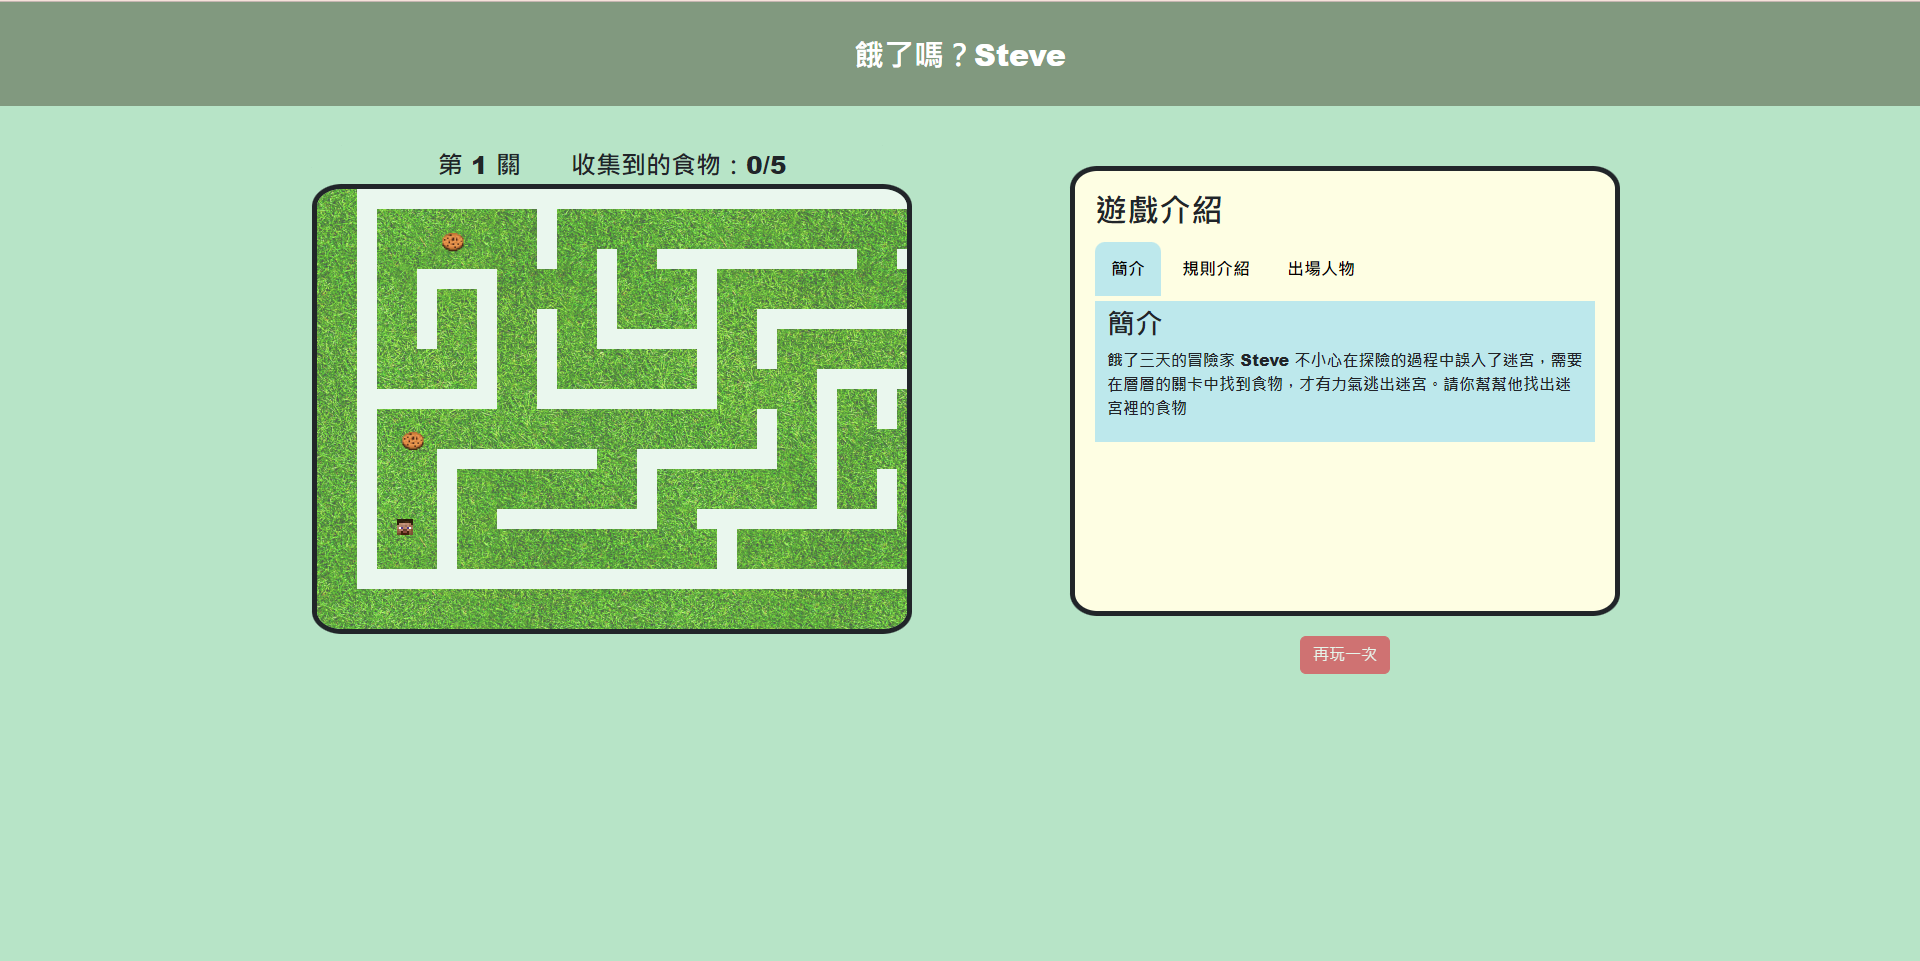 餓了嗎？Steve
第 1 關 收集到的食物：0/5
遊戲介紹
簡介 規則介紹 出場人物
簡介
餓了三天的冒險家 Steve 不小心在探險的過程中誤入了迷宮，需要
在層層的關卡中找到食物，才有力氣逃出迷宮。請你幫幫他找出迷
宮裡的食物
再玩一次